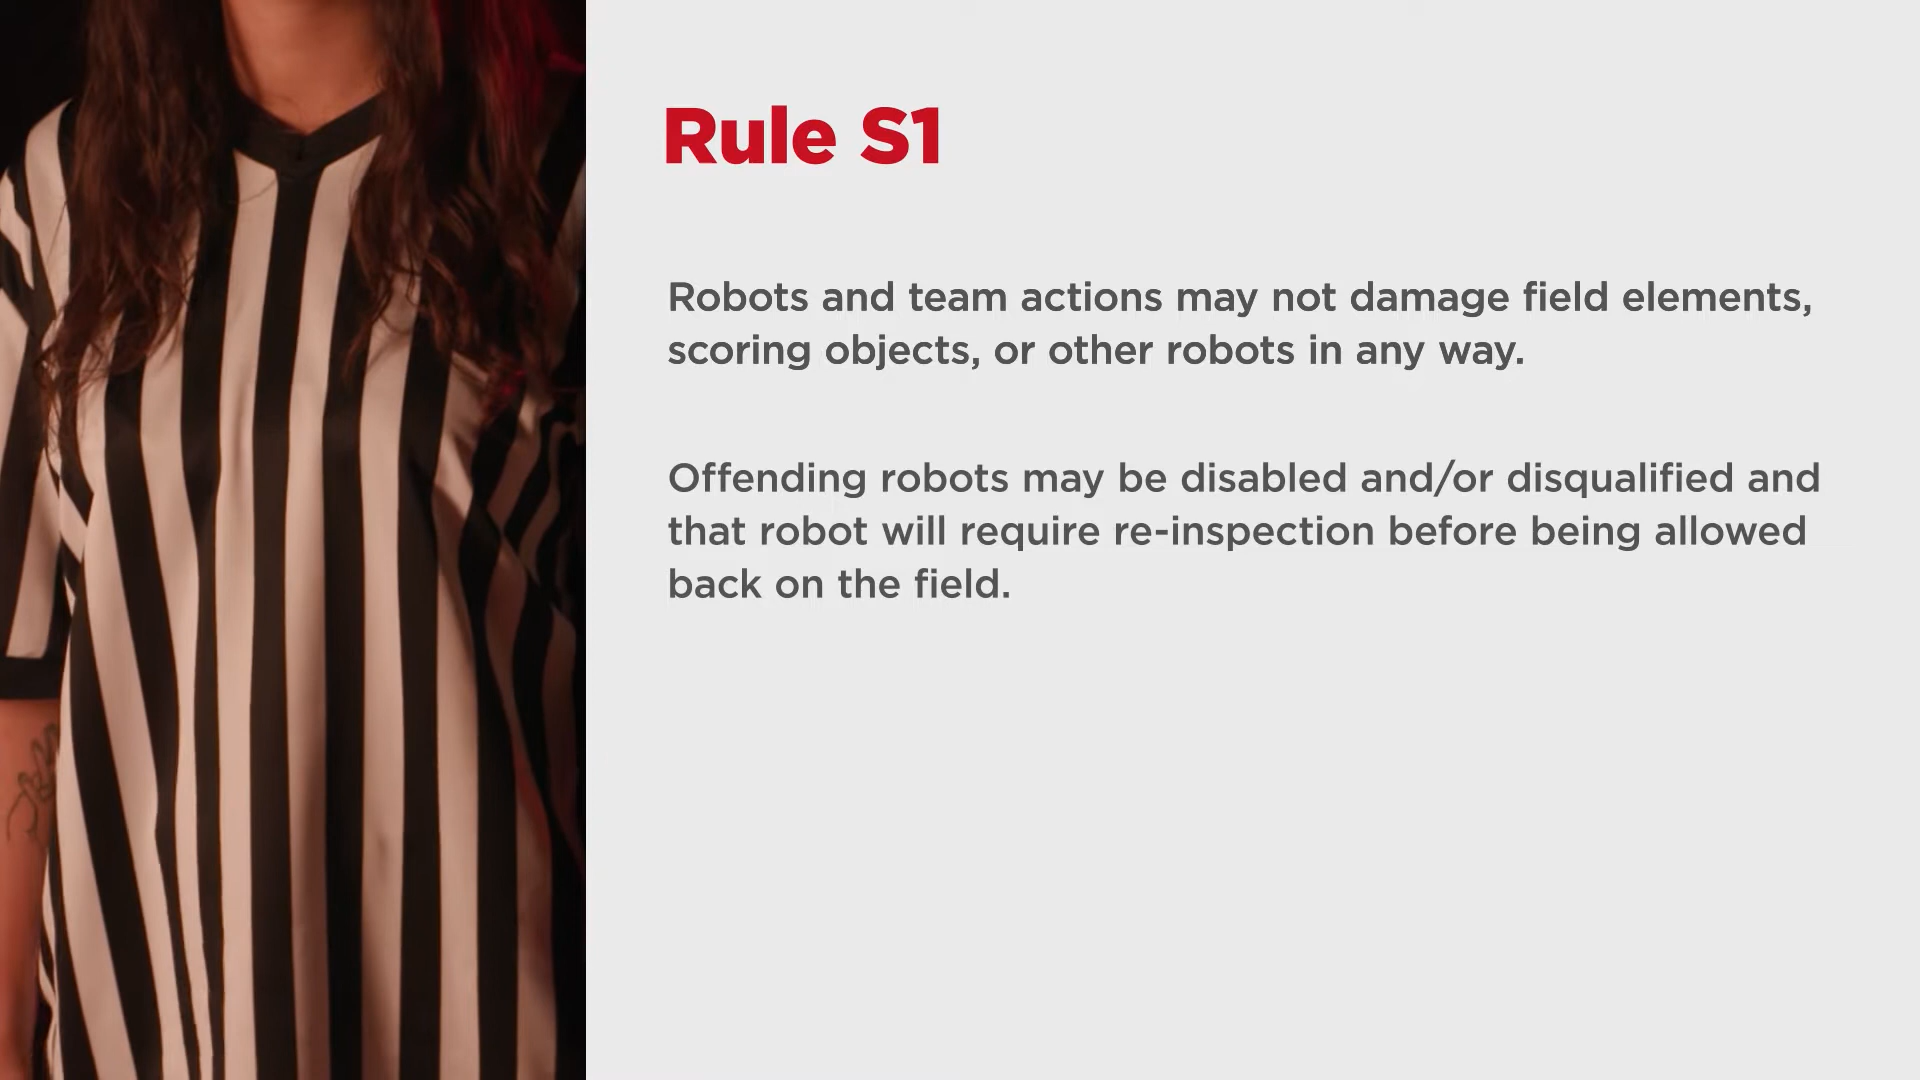 Rule S1
Robots and team actions may not damage field elements,
scoring objects, or other robots in any way.
Offending robots may be disabled and/or disqualified and
that robot will require re-inspection before being allowed
back on the field.